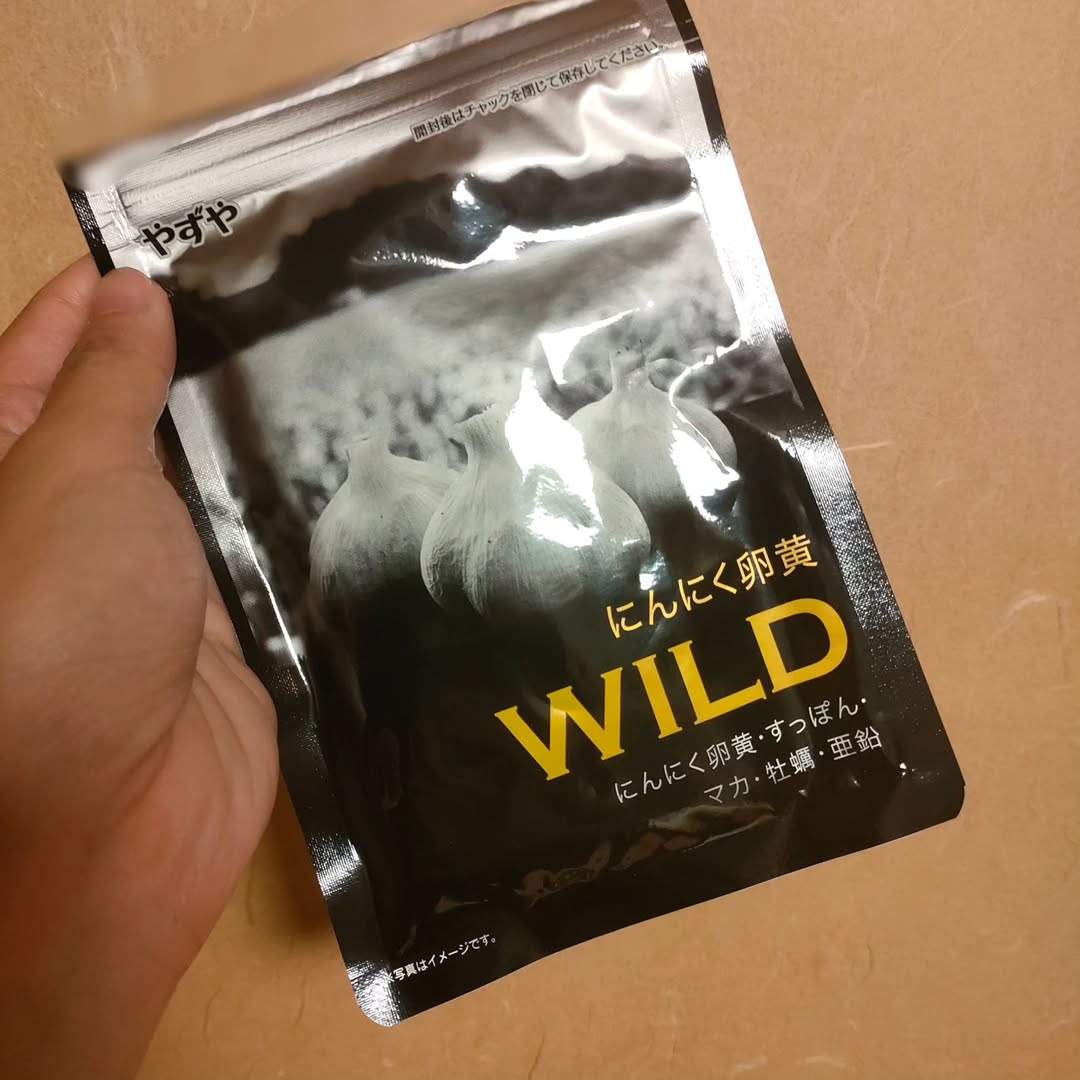 開封後はチャックを閉じて保存してください。
やずや
にんにく卵黄
WILD
にんにく卵黄・すっぽん・
マカ・牡蠣・亜鉛
※写真はイメージです。